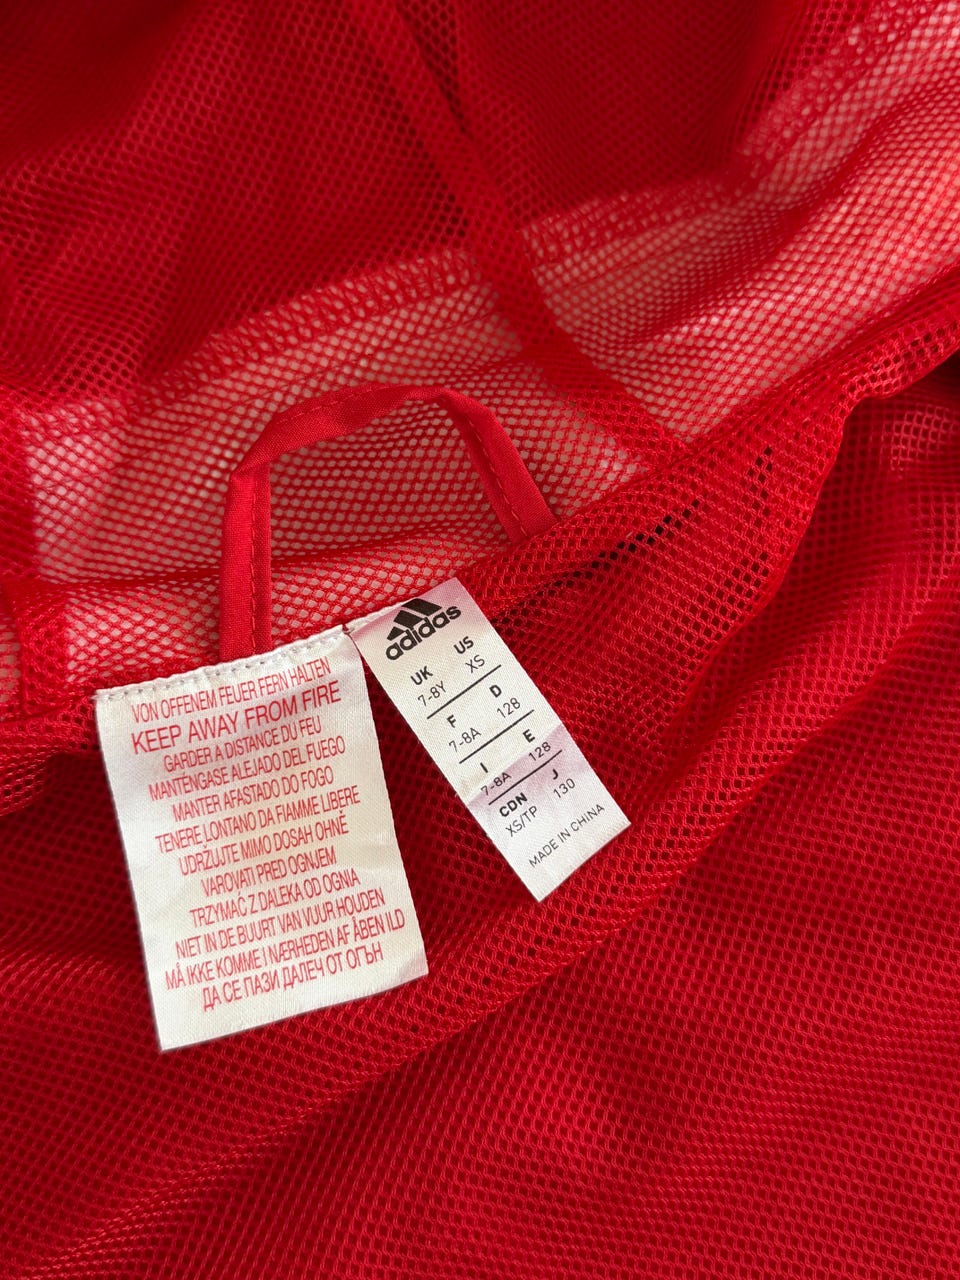 VON OFFENEM FEUER FERN HALTEN
KEEP AWAY FROM FIRE
GARDER A DISTANCE DU FEU
MANTÉNGASE ALEJADO DEL FUEGO
MANTER AFASTADO DO FOGO
TENERE LONTANO DA FIAMME LIBERE
UDRŽUJTE MIMO DOSAH OHNĚ
VAROVATI PRED OGNJEM
TRZYMAĆ Z DALEKA OD OGNIA
NIET IN DE BUURT VAN VUUR HOUDEN
MÅ IKKE KOMME I NÆRHEDEN AF ÅBEN ILD
ДА СЕ ПАЗИ ДАЛЕЧ ОТ ОГЪН
adidas
UK US
7-8Y XS
F D
7-8A 128
I E
7-8A 128
CDN J
XS/TP 130
MADE IN CHINA